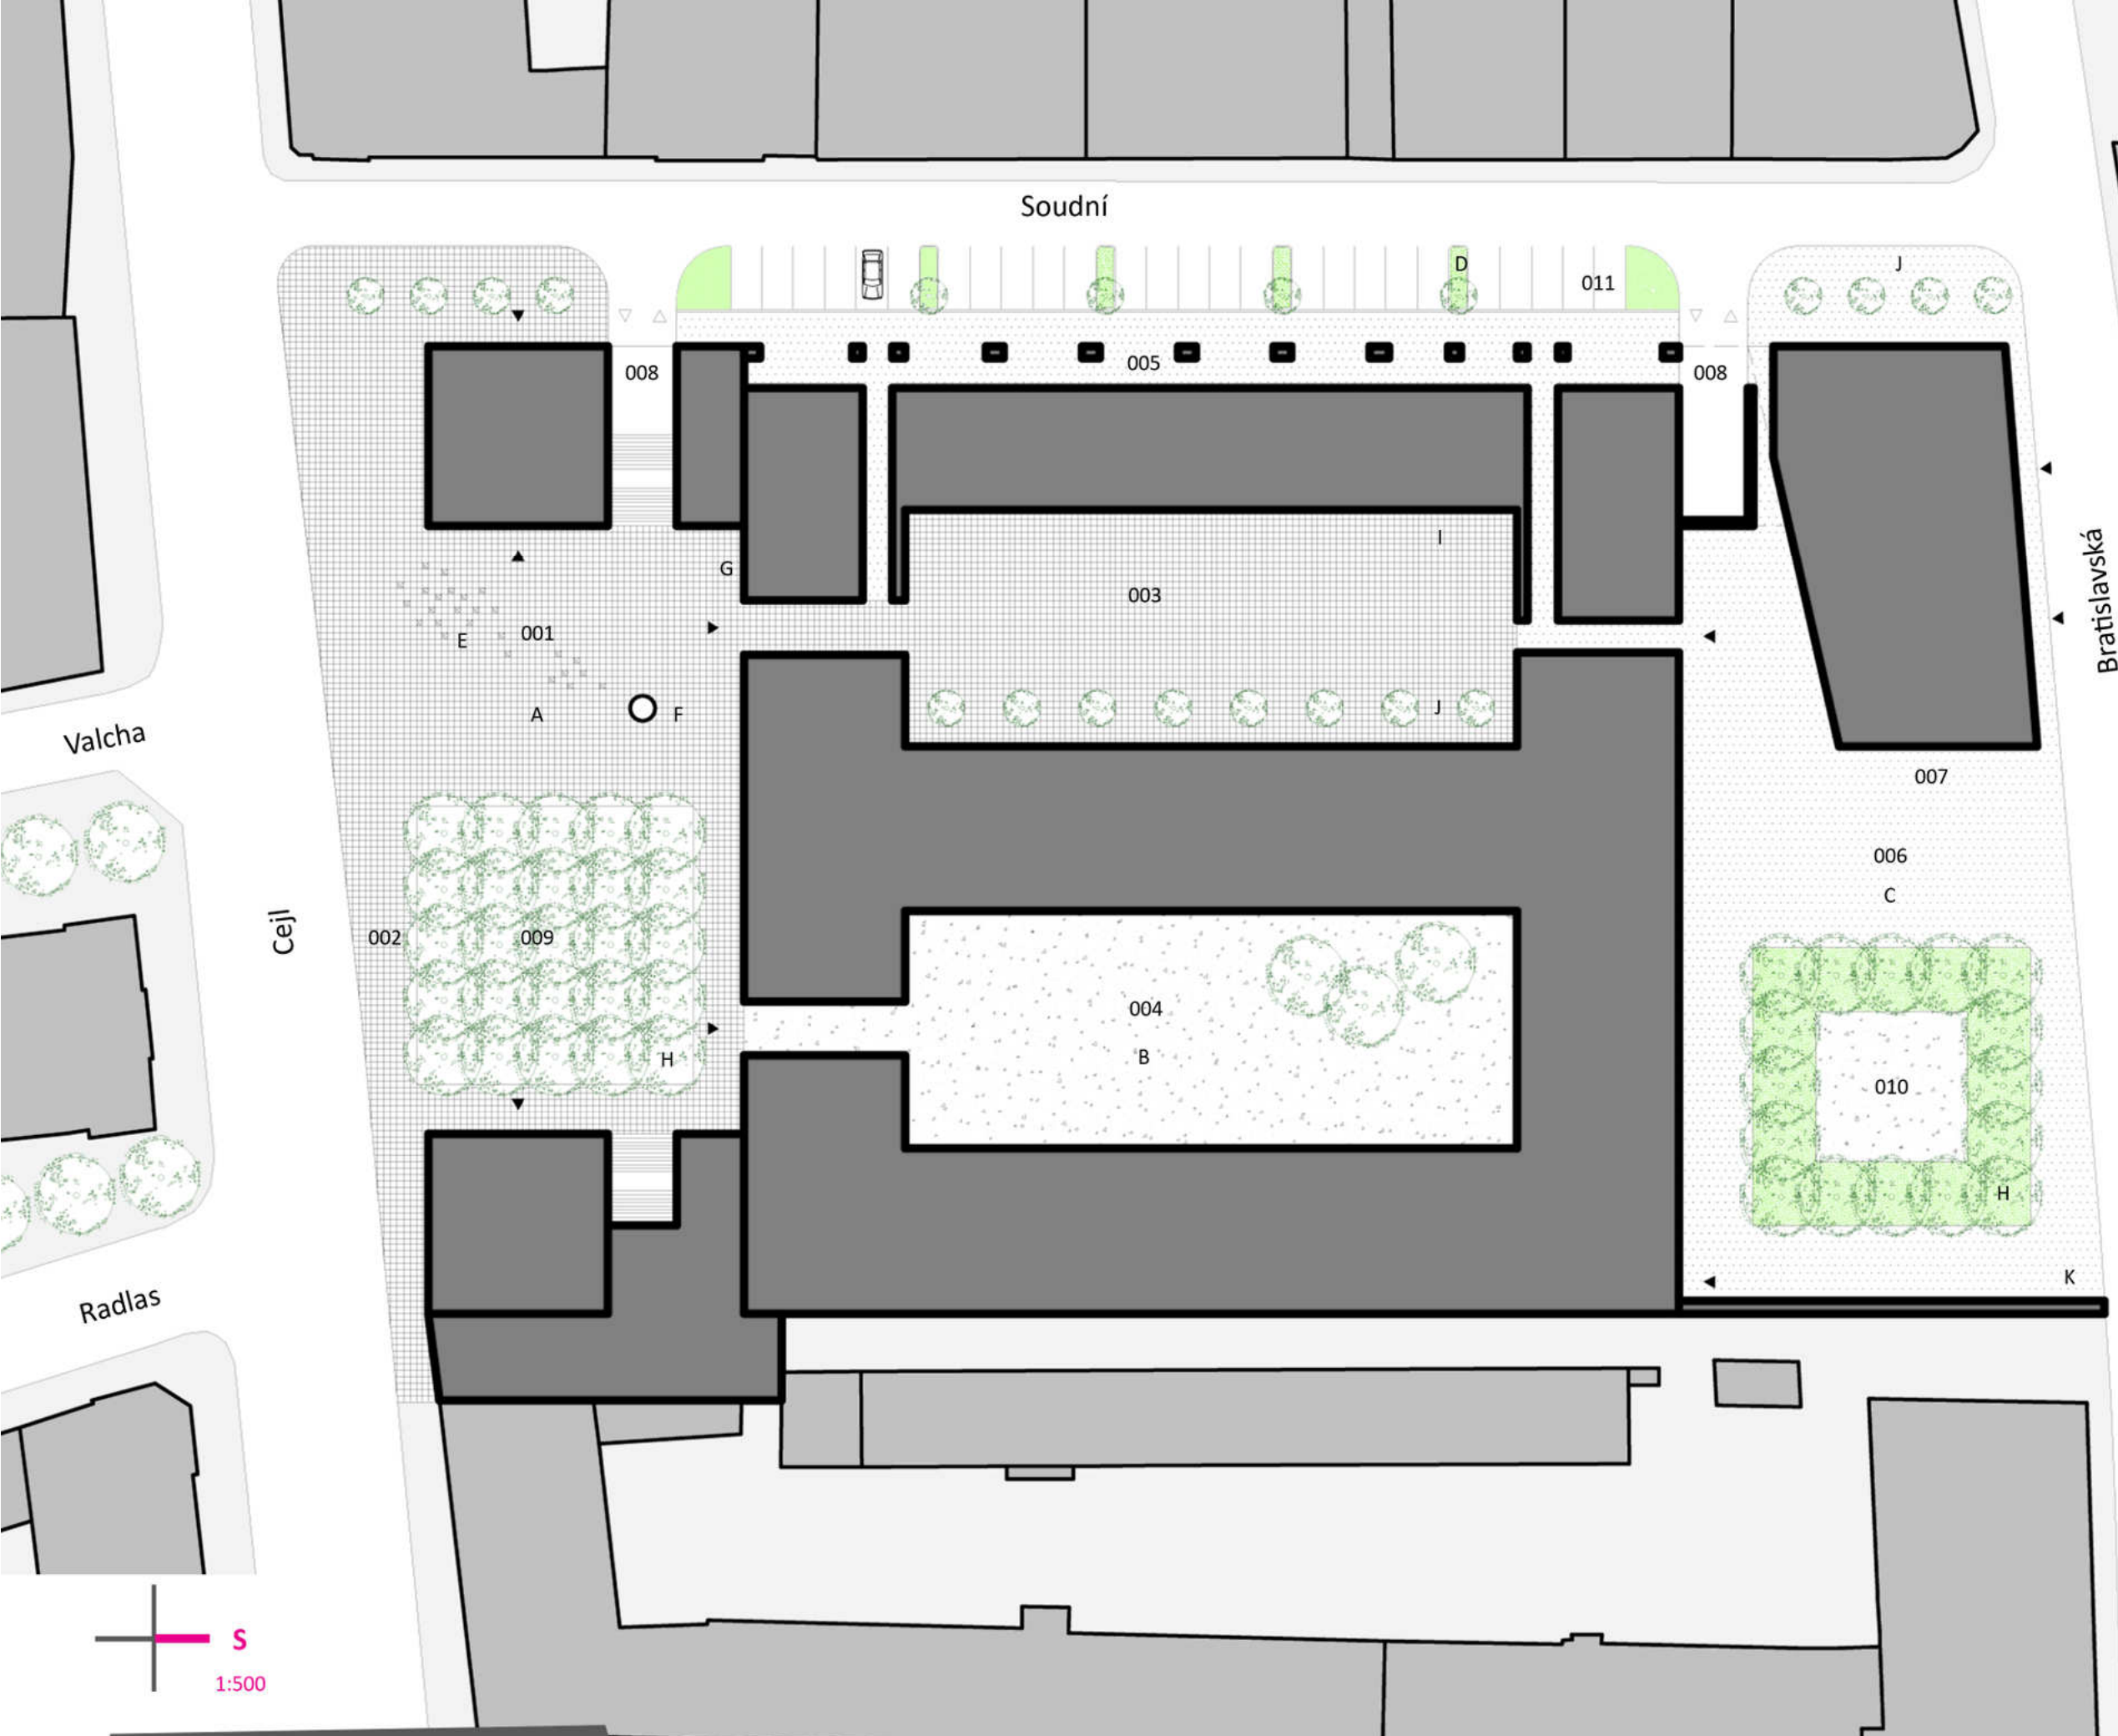 Soudní
D
J
011
005
008
008
I
G
003
001
E
Bratislavská
A
F
J
Valcha
007
006
C
Cejl
002
009
004
B
H
010
H
K
Radlas
S
1:500